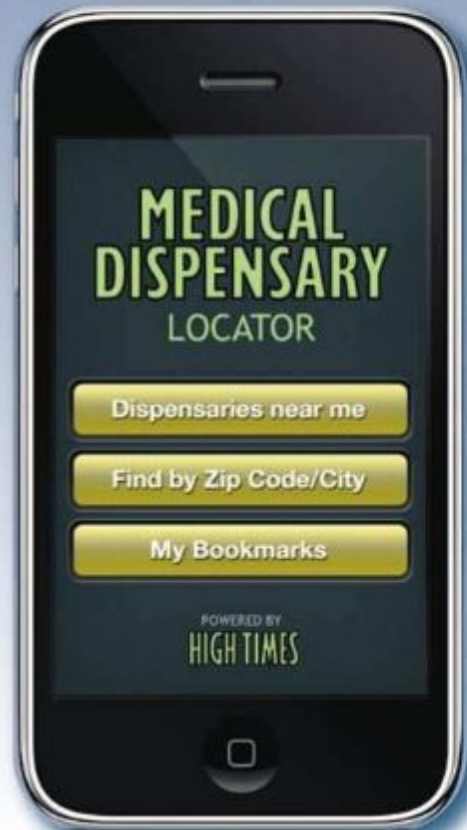 MEDICAL
DISPENSARY
LOCATOR
Dispensaries near me
Find by Zip Code/City
My Bookmarks
POWERED BY
HIGH TIMES